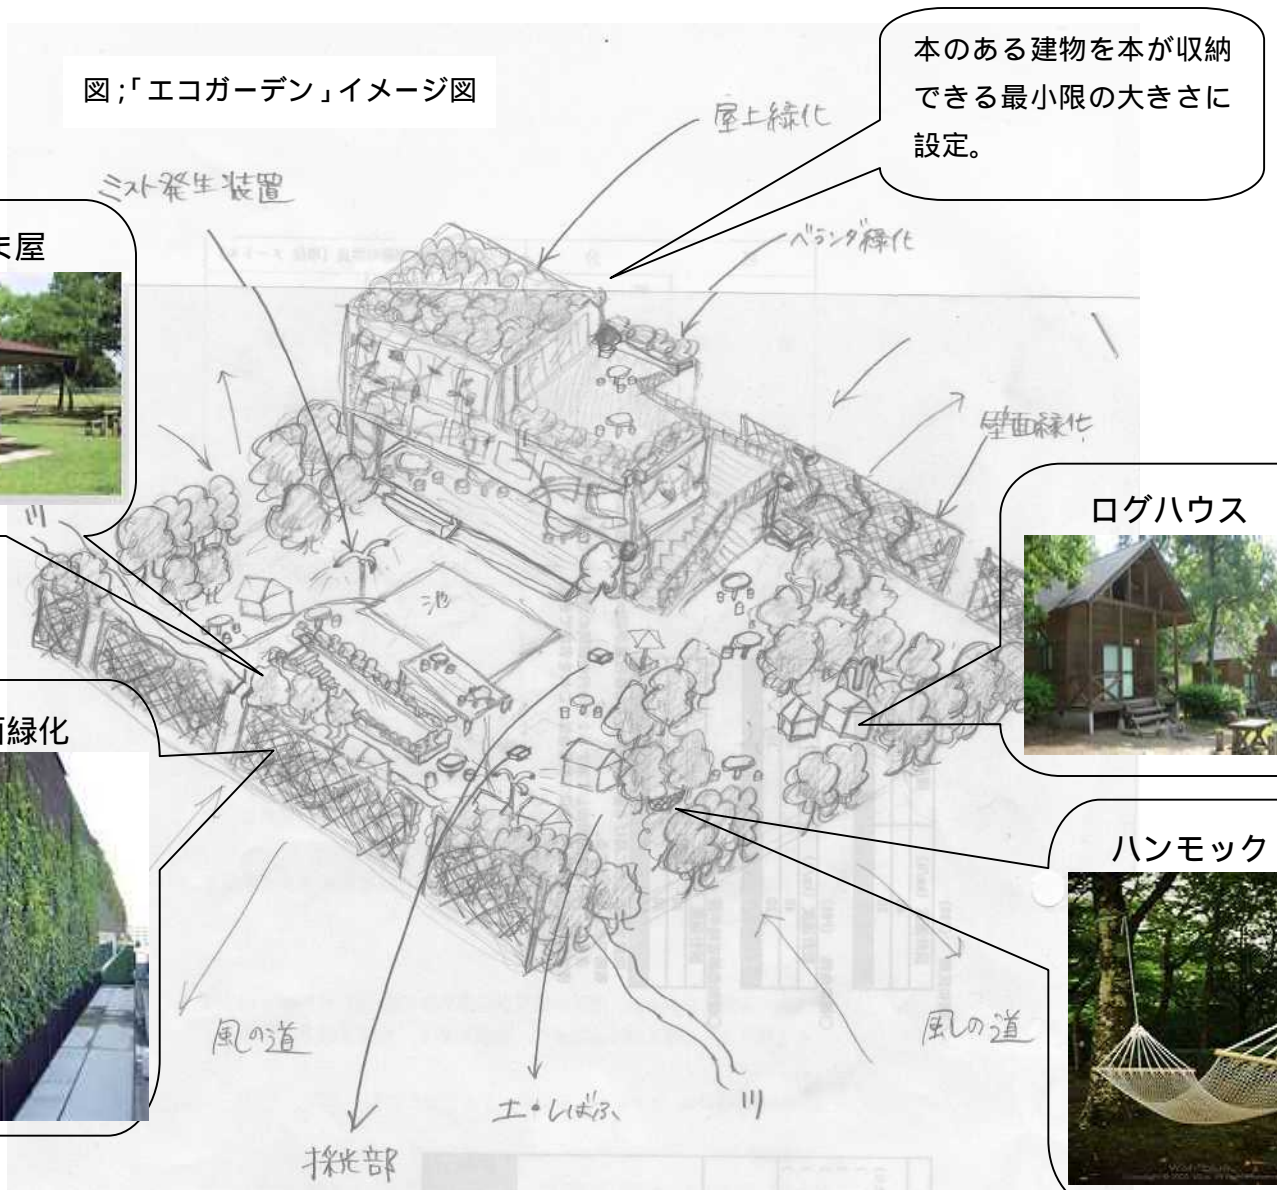 図;「エコガーデン」イメージ図
本のある建物を本が収納
できる最小限の大きさに
設定。
屋上緑化
ミスト発生装置
ベランダ緑化
ま屋
壁面緑化
川
ログハウス
池
面緑化
ハンモック
風の道
風の道
土・しばふ
川
採光部